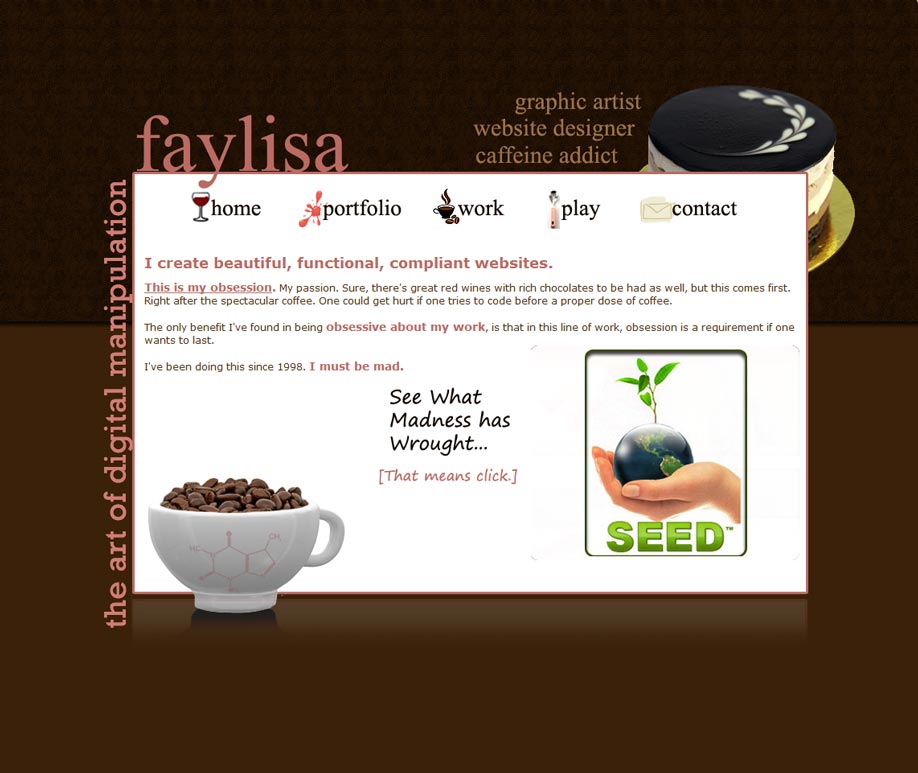 faylisa
graphic artist
website designer
caffeine addict
the art of digital manipulation
home portfolio work play contact
I create beautiful, functional, compliant websites.
This is my obsession. My passion. Sure, there's great red wines with rich chocolates to be had as well, but this comes first.
Right after the spectacular coffee. One could get hurt if one tries to code before a proper dose of coffee.
The only benefit I've found in being obsessive about my work, is that in this line of work, obsession is a requirement if one
wants to last.
I've been doing this since 1998. I must be mad.
See What
Madness has
Wrought...
[That means click.]
SEED™